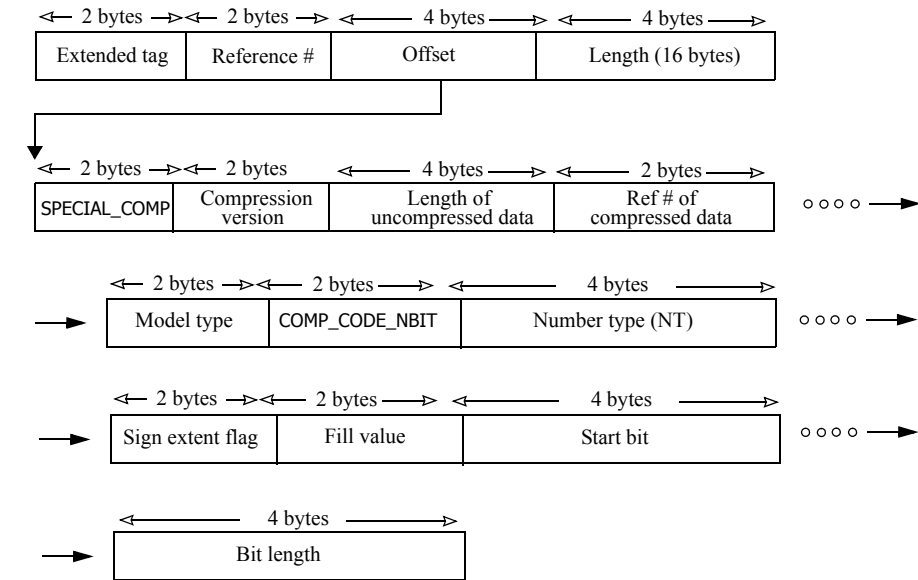 2 bytes 2 bytes 4 bytes 4 bytes
Extended tag Reference # Offset Length (16 bytes)
2 bytes 2 bytes 4 bytes 2 bytes
SPECIAL_COMP Compression version Length of uncompressed data Ref # of compressed data
2 bytes 2 bytes 4 bytes
Model type COMP_CODE_NBIT Number type (NT)
2 bytes 2 bytes 4 bytes
Sign extent flag Fill value Start bit
4 bytes
Bit length